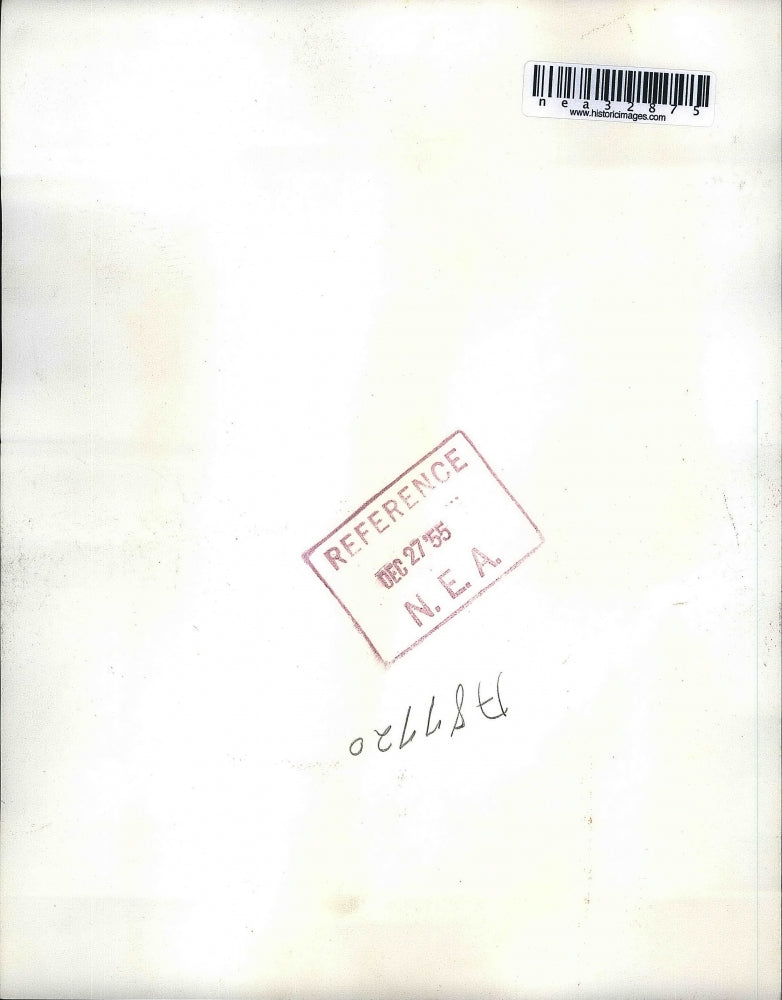 nea32875
www.historicimages.com
REFERENCE
DEC 27 '55
N. E. A.
A87720